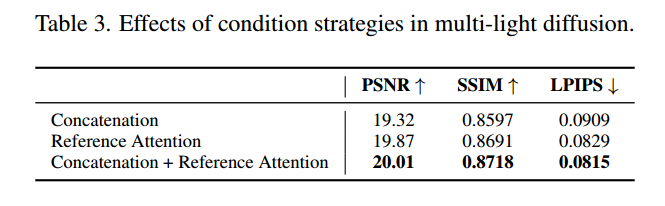 Table 3. Effects of condition strategies in multi-light diffusion.
PSNR ↑ SSIM ↑ LPIPS ↓
Concatenation 19.32 0.8597 0.0909
Reference Attention 19.87 0.8691 0.0829
Concatenation + Reference Attention 20.01 0.8718 0.0815